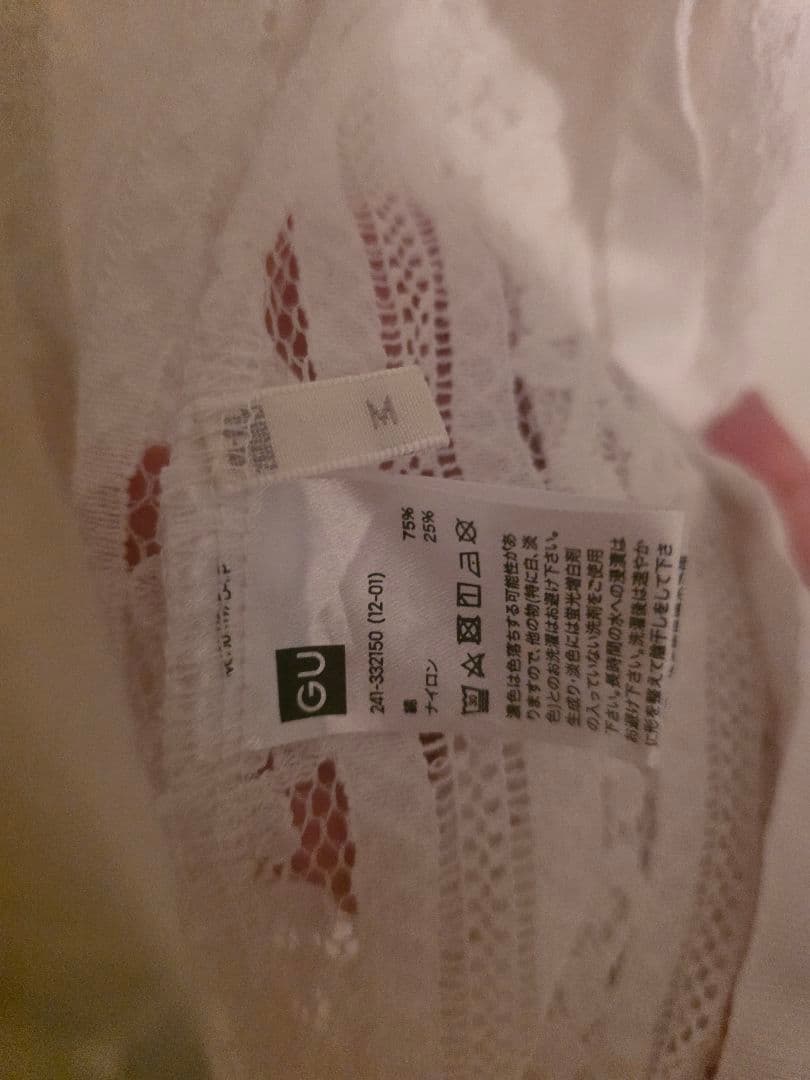 M
GU
241-332150 (12-01)
綿 75%
ナイロン 25%
30
濃色は色落ちする可能性があ
りますので、他の物(特に白、淡
色)とのお洗濯はお避け下さい。
生成り・淡色には蛍光増白剤
の入っていない洗剤をご使用
下さい。長時間の水への浸漬は
お避け下さい。洗濯後は速やか
に形を整えて陰干しをして下さ